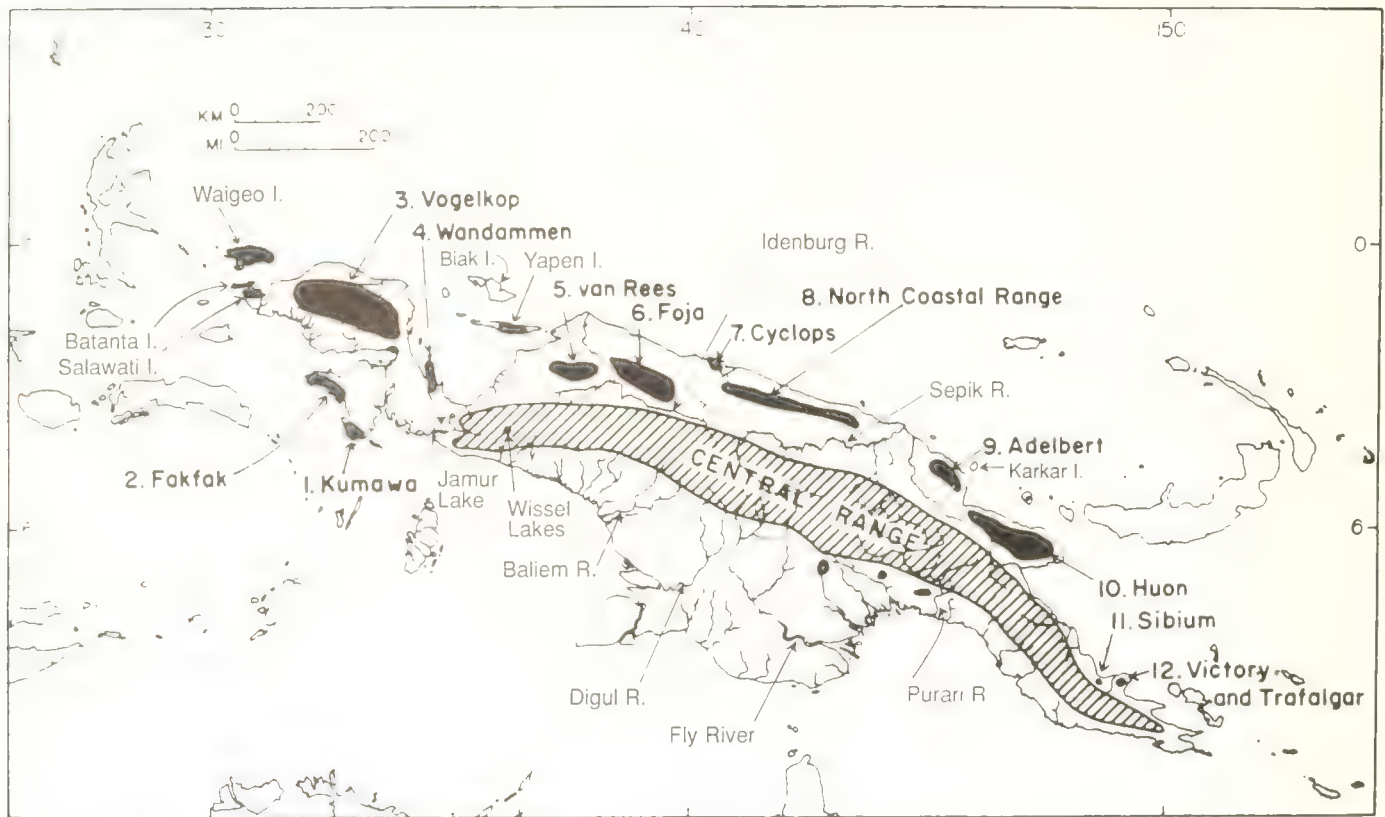 30
40
150
KM 0 200
MI 0 200
Waigeo I.
3. Vogelkop
4. Wandammen
Biak I.
Yapen I.
Idenburg R.
0
5. van Rees
6. Foja
8. North Coastal Range
7. Cyclops
Batanta I.
Salawati I.
Sepik R.
9. Adelbert
Karkar I.
2. Fakfak
1. Kumawa
Jamur
Lake
Wissel
Lakes
CENTRAL RANGE
6
Baliem R.
10. Huon
11. Sibium
12. Victory
and Trafalgar
Digul R.
Purari R
Fly River